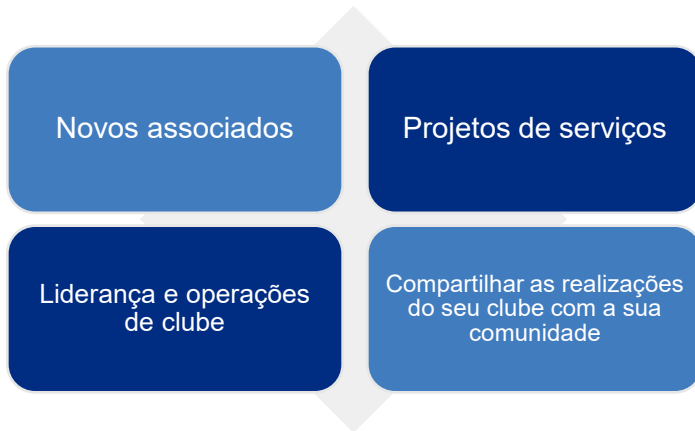 Novos associados
Projetos de serviços
Liderança e operações
de clube
Compartilhar as realizações
do seu clube com a sua
comunidade